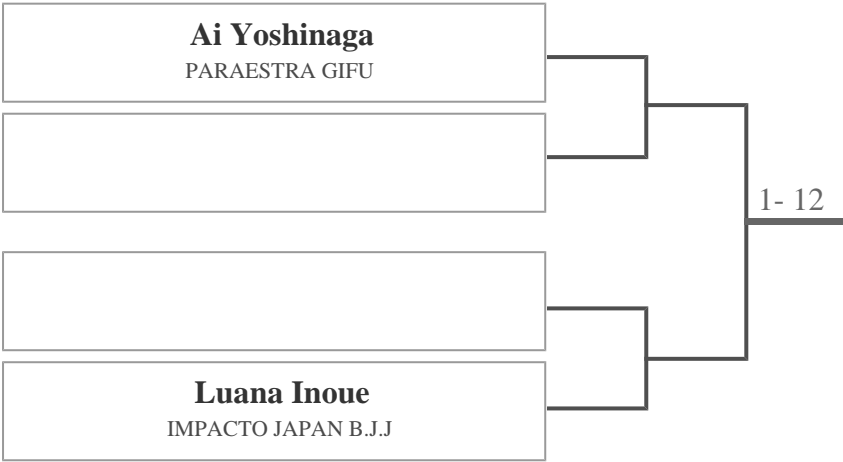 Ai Yoshinaga
PARAESTRA GIFU
1- 12
Luana Inoue
IMPACTO JAPAN B.J.J